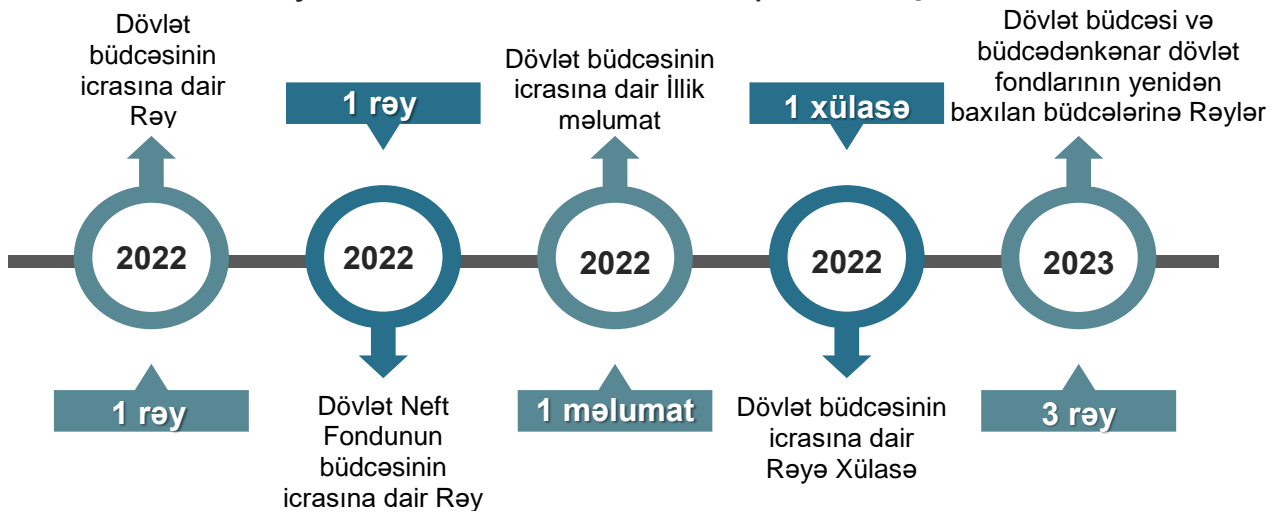 Dövlət
büdcəsinin
icrasına dair
Rəy
2022
1 rəy
1 rəy
2022
Dövlət Neft
Fondunun
büdcəsinin
icrasına dair Rəy
Dövlət büdcəsinin
icrasına dair İllik
məlumat
2022
1 məlumat
1 xülasə
2022
Dövlət büdcəsinin
icrasına dair
Rəyə Xülasə
Dövlət büdcəsi və
büdcədənkənar dövlət
fondlarının yenidən
baxılan büdcələrinə Rəylər
2023
3 rəy